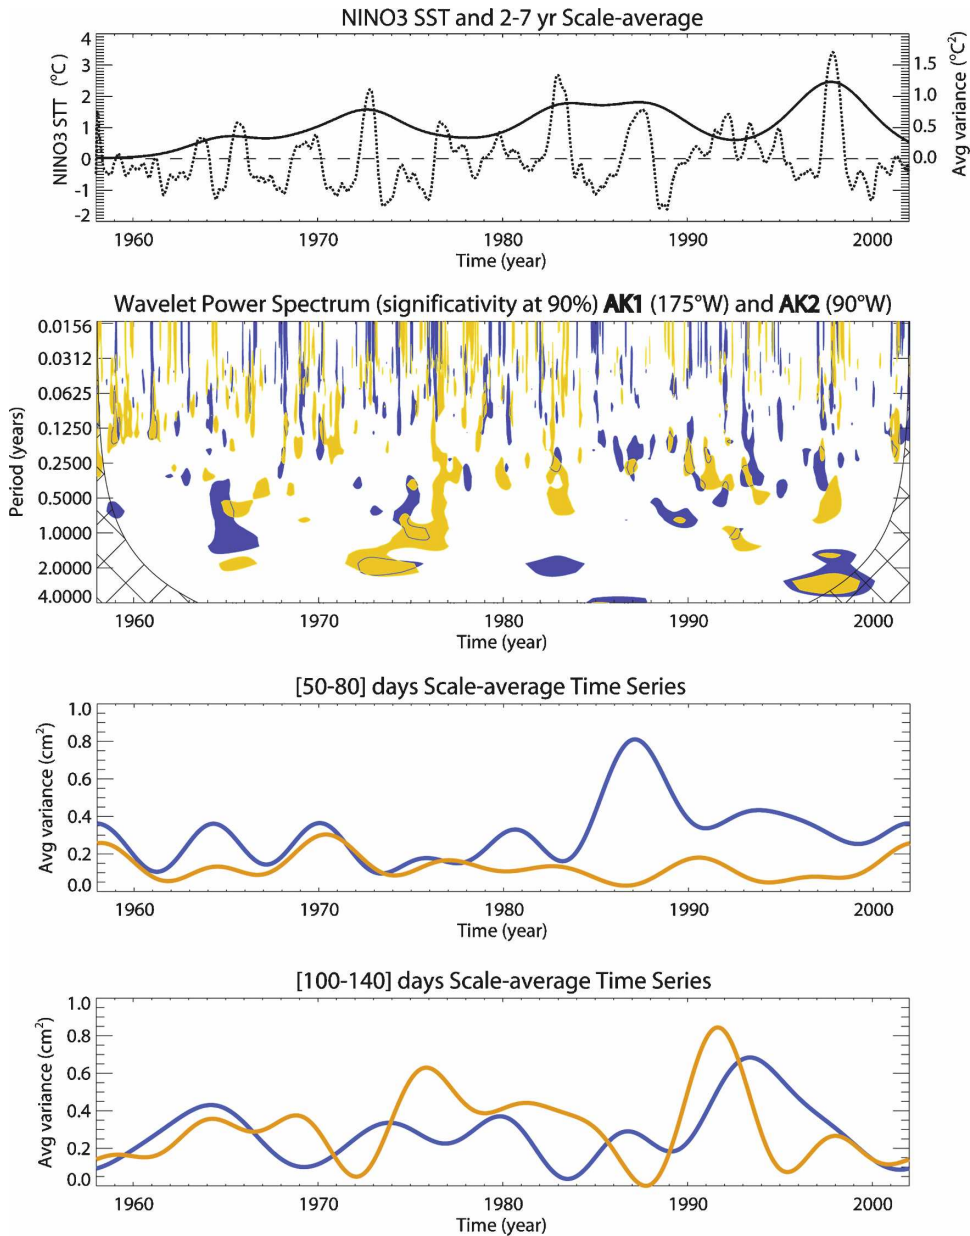 NINO3 SST and 2-7 yr Scale-average
NINO3 STT (°C)
4
3
2
1
0
-1
-2
1.5
1.0
0.5
0.0
Avg variance (°C²)
1960 1970 1980 1990 2000
Time (year)
Wavelet Power Spectrum (significativity at 90%) AK1 (175°W) and AK2 (90°W)
Period (years)
0.0156
0.0312
0.0625
0.1250
0.2500
0.5000
1.0000
2.0000
4.0000
1960 1970 1980 1990 2000
Time (year)
[50-80] days Scale-average Time Series
Avg variance (cm²)
1.0
0.8
0.6
0.4
0.2
0.0
1960 1970 1980 1990 2000
Time (year)
[100-140] days Scale-average Time Series
Avg variance (cm²)
1.0
0.8
0.6
0.4
0.2
0.0
1960 1970 1980 1990 2000
Time (year)